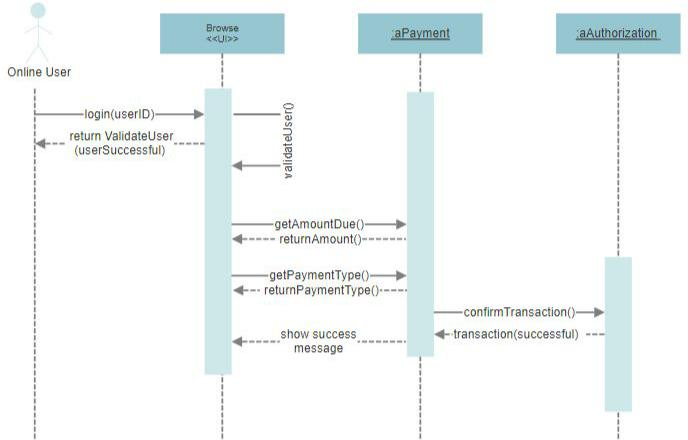 Browse
<<UI>>
:aPayment
:aAuthorization
Online User
login(userID)
validateUser()
return ValidateUser
(userSuccessful)
getAmountDue()
returnAmount()
getPaymentType()
returnPaymentType()
confirmTransaction()
transaction(successful)
show success
message